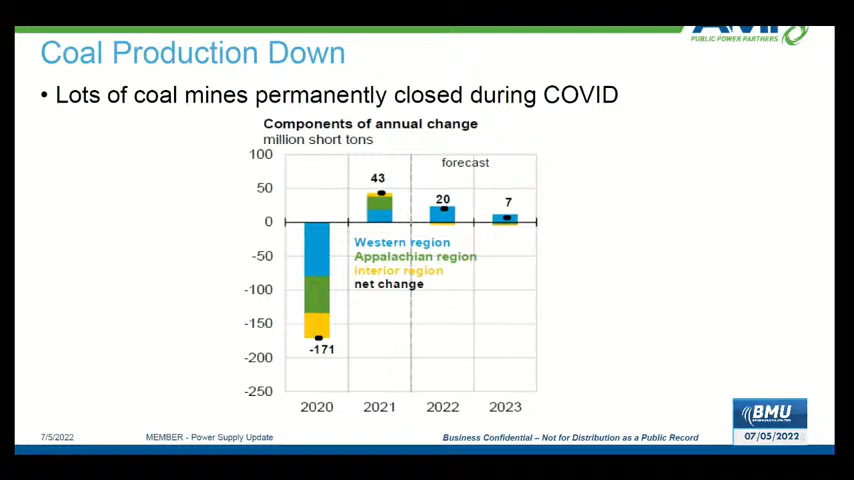 AMP
PUBLIC POWER PARTNERS
Coal Production Down
• Lots of coal mines permanently closed during COVID
Components of annual change
million short tons
100
50
0
-50
-100
-150
-200
-250
forecast
43
20
7
-171
Western region
Appalachian region
Interior region
net change
2020 2021 2022 2023
7/5/2022
MEMBER - Power Supply Update
Business Confidential – Not for Distribution as a Public Record
BMU
07/05/2022